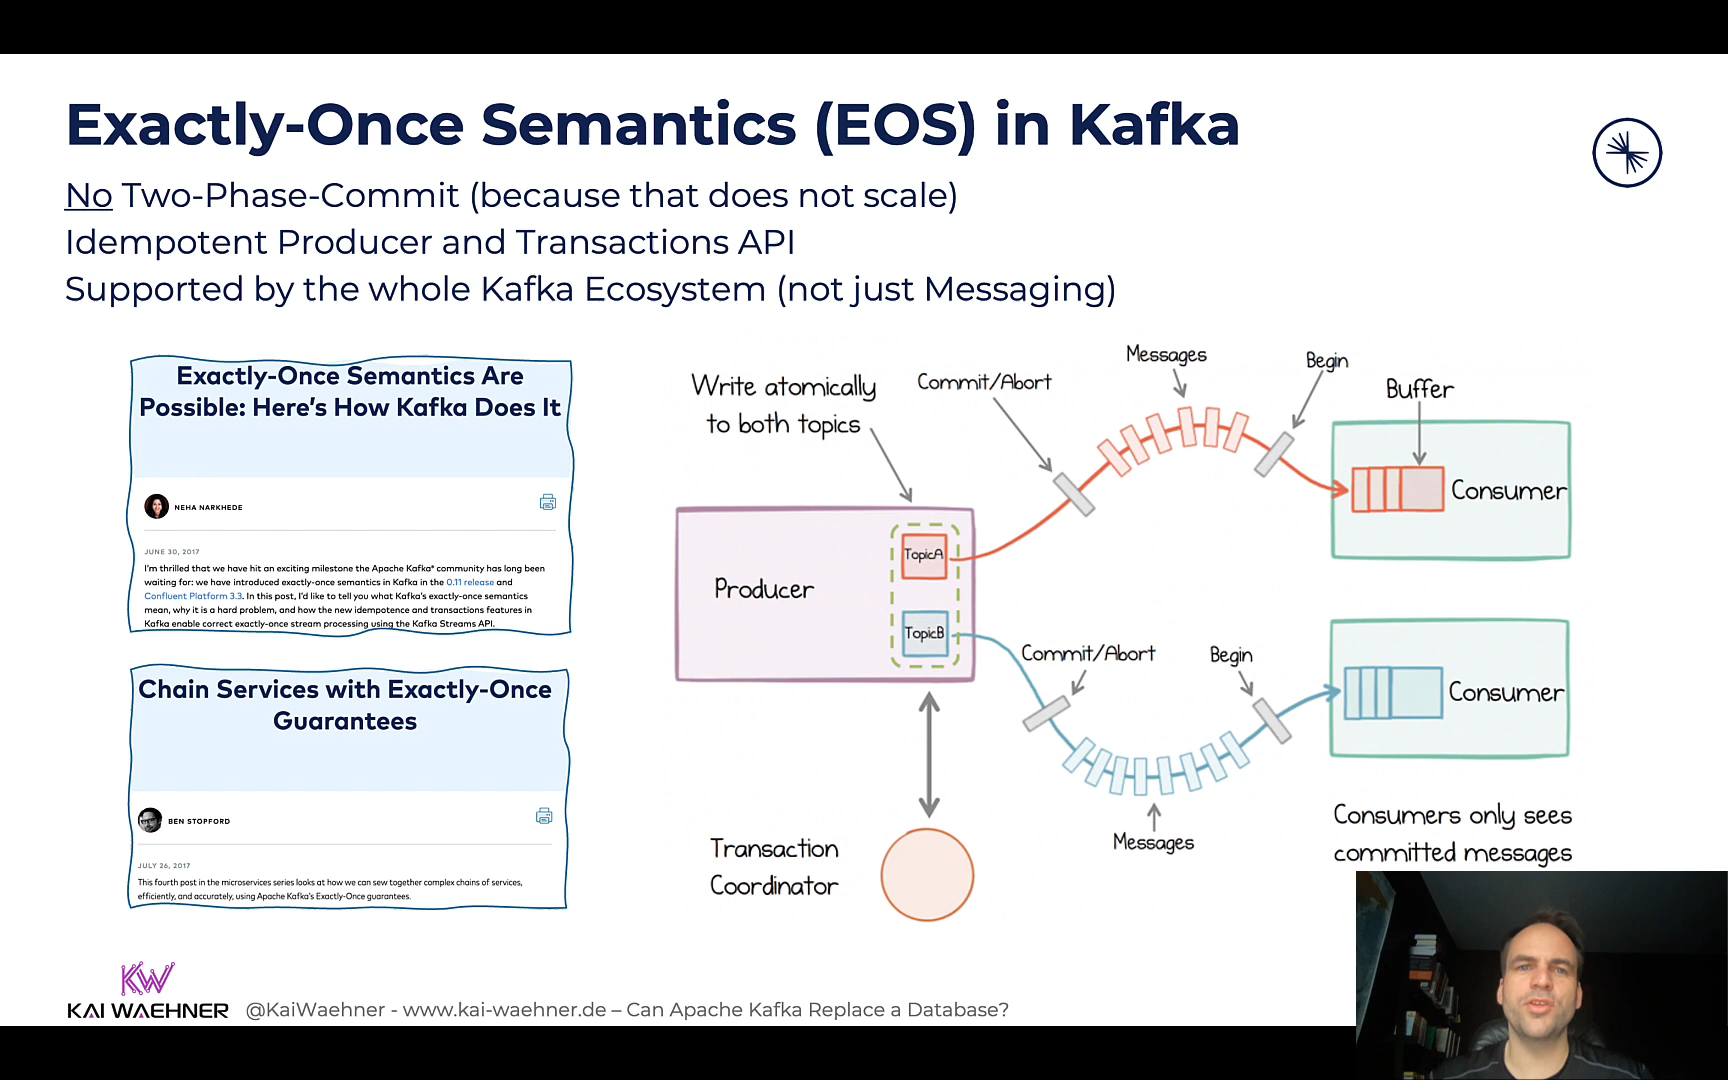 Exactly-Once Semantics (EOS) in Kafka
No Two-Phase-Commit (because that does not scale)
Idempotent Producer and Transactions API
Supported by the whole Kafka Ecosystem (not just Messaging)
Exactly-Once Semantics Are
Possible: Here's How Kafka Does It
NEHA NARKHEDE
JUNE 30, 2017
I'm thrilled that we have hit an exciting milestone the Apache Kafka® community has long been
waiting for: we have introduced exactly-once semantics in Kafka in the 0.11 release and
Confluent Platform 3.3. In this post, I'd like to tell you what Kafka's exactly-once semantics
mean, why it is a hard problem, and how the new idempotence and transactions features in
Kafka enable correct exactly-once stream processing using the Kafka Streams API.
Chain Services with Exactly-Once
Guarantees
BEN STOPFORD
JULY 26, 2017
This fourth post in the microservices series looks at how we can sew together complex chains of services,
efficiently, and accurately, using Apache Kafka's Exactly-Once guarantees.
Write atomically
to both topics
Commit/Abort
Messages
Begin
Buffer
Consumer
Producer
TopicA
TopicB
Commit/Abort
Begin
Consumer
Messages
Transaction
Coordinator
Consumers only sees
committed messages
KW
KAI WAEHNER
@KaiWaehner - www.kai-waehner.de – Can Apache Kafka Replace a Database?